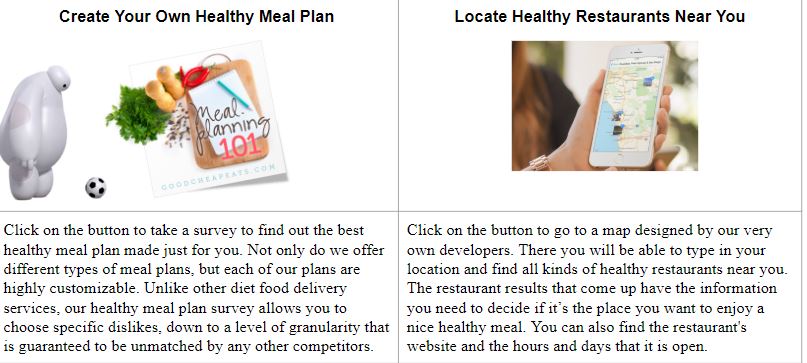 Create Your Own Healthy Meal Plan
Meal
planning
101
GOODCHEAPEATS.COM
Click on the button to take a survey to find out the best
healthy meal plan made just for you. Not only do we offer
different types of meal plans, but each of our plans are
highly customizable. Unlike other diet food delivery
services, our healthy meal plan survey allows you to
choose specific dislikes, down to a level of granularity that
is guaranteed to be unmatched by any other competitors.
Locate Healthy Restaurants Near You
Click on the button to go to a map designed by our very
own developers. There you will be able to type in your
location and find all kinds of healthy restaurants near you.
The restaurant results that come up have the information
you need to decide if it's the place you want to enjoy a
nice healthy meal. You can also find the restaurant's
website and the hours and days that it is open.